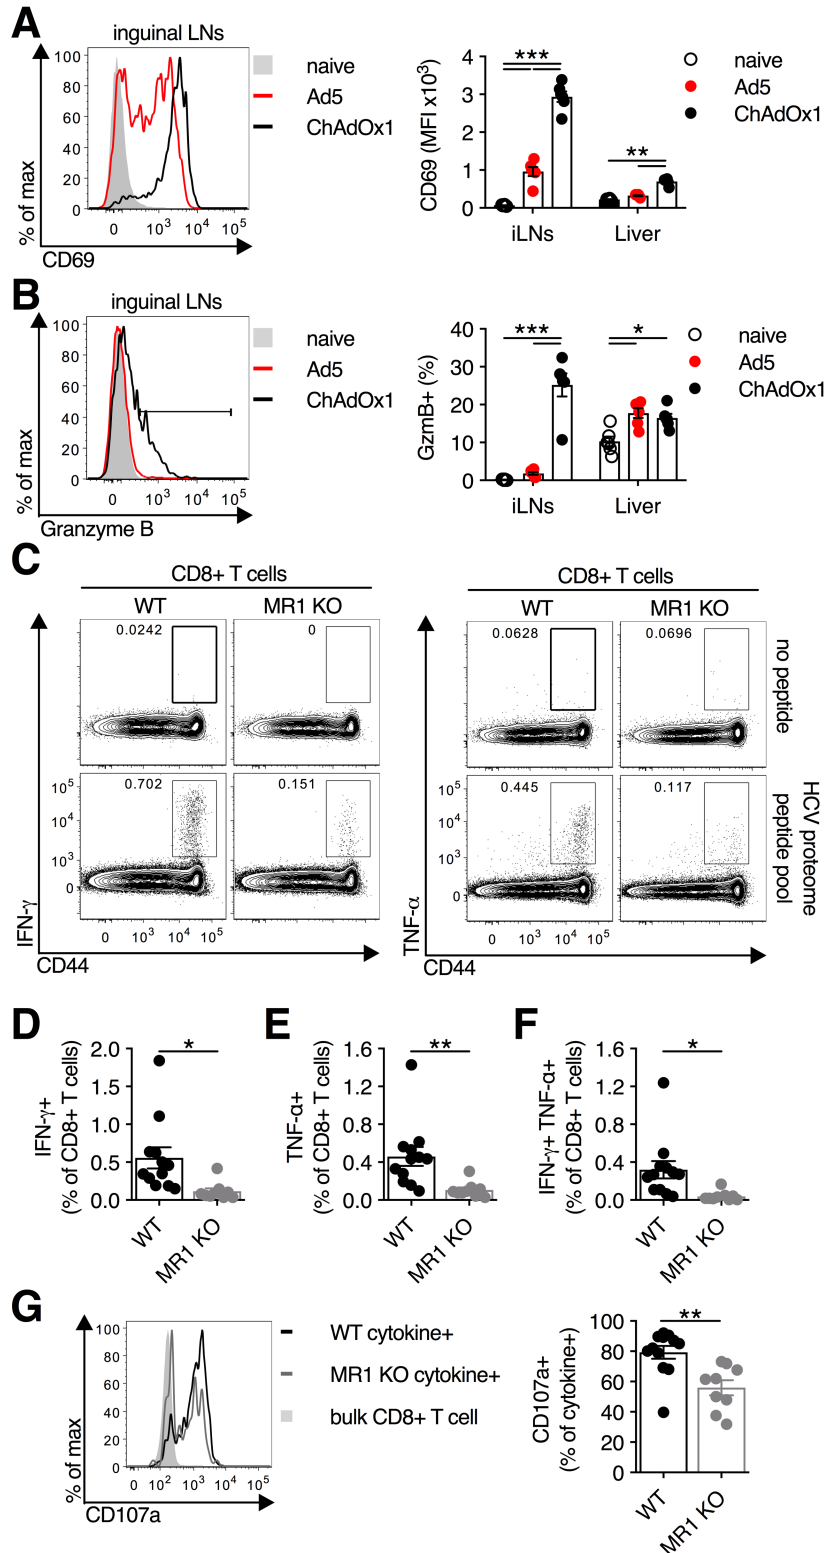 A
inguinal LNs
100
80
60
40
20
0
0 10³ 10⁴ 10⁵
% of max
CD69
naive
Ad5
ChAdOx1
CD69 (MFI x10³)
4
3
2
1
0
***
**
iLNs Liver
naive
Ad5
ChAdOx1
B
inguinal LNs
100
80
60
40
20
0
0 10³ 10⁴ 10⁵
% of max
Granzyme B
naive
Ad5
ChAdOx1
GzmB+ (%)
40
30
20
10
0
***
*
iLNs Liver
naive
Ad5
ChAdOx1
C
CD8+ T cells
WT MR1 KO
0.0242 0
0.702 0.151
10⁵
10⁴
10³
0
0 10³ 10⁴ 10⁵
0 10³ 10⁴ 10⁵
IFN-γ
CD44
CD8+ T cells
WT MR1 KO
0.0628 0.0696
no peptide
0.445 0.117
HCV proteome
peptide pool
10⁵
10⁴
10³
0
0 10³ 10⁴ 10⁵
0 10³ 10⁴ 10⁵
TNF-α
CD44
D
IFN-γ+
(% of CD8+ T cells)
2.0
1.5
1.0
0.5
0.0
*
WT
MR1 KO
E
TNF-α+
(% of CD8+ T cells)
1.6
1.2
0.8
0.4
0.0
**
WT
MR1 KO
F
IFN-γ+ TNF-α+
(% of CD8+ T cells)
1.6
1.2
0.8
0.4
0.0
*
WT
MR1 KO
G
100
80
60
40
20
0
0 10² 10³ 10⁴ 10⁵
% of max
CD107a
WT cytokine+
MR1 KO cytokine+
bulk CD8+ T cell
CD107a+
(% of cytokine+)
100
80
60
40
20
0
**
WT
MR1 KO